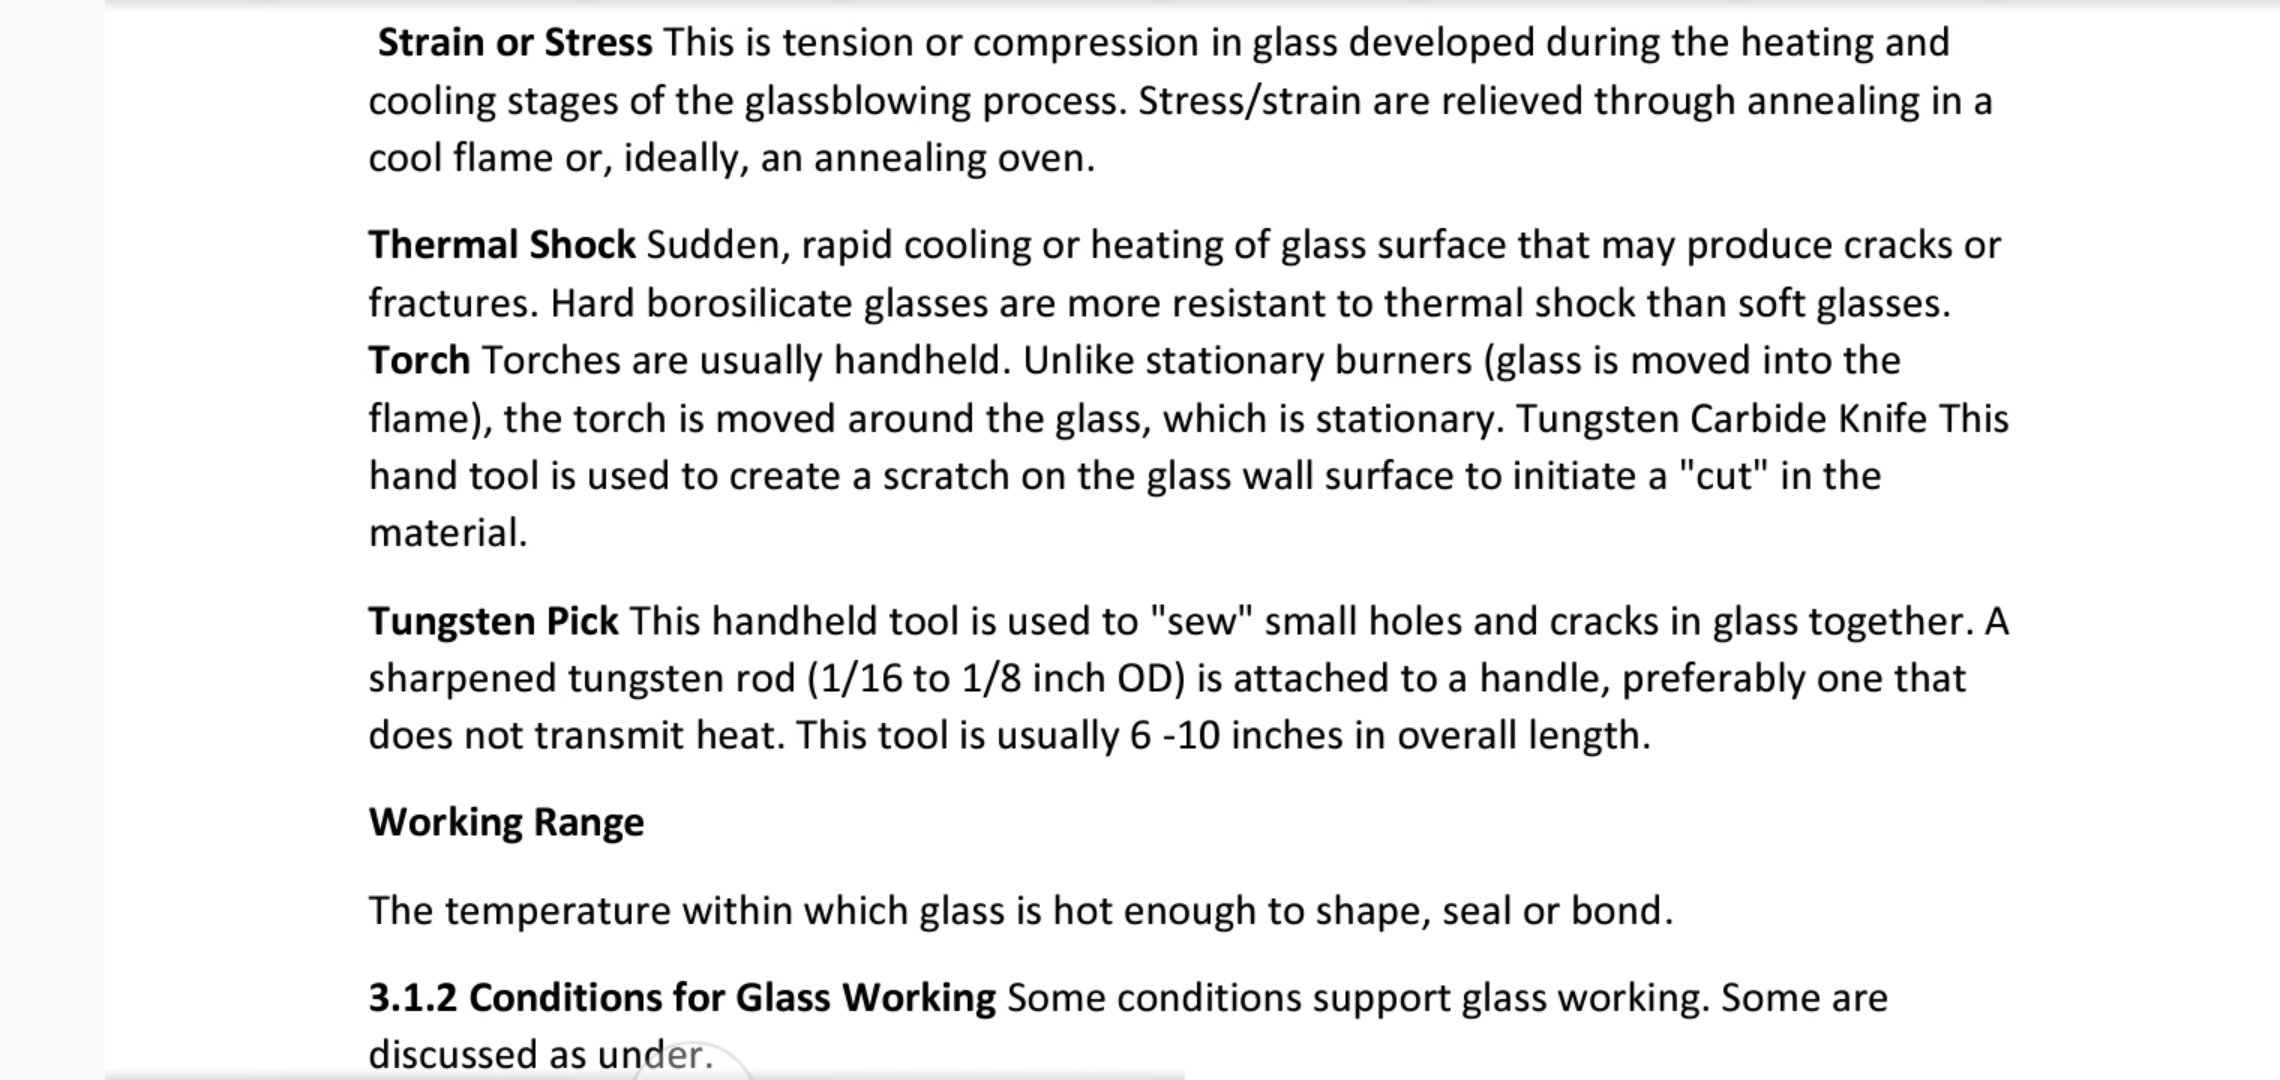 Strain or Stress This is tension or compression in glass developed during the heating and
cooling stages of the glassblowing process. Stress/strain are relieved through annealing in a
cool flame or, ideally, an annealing oven.
Thermal Shock Sudden, rapid cooling or heating of glass surface that may produce cracks or
fractures. Hard borosilicate glasses are more resistant to thermal shock than soft glasses.
Torch Torches are usually handheld. Unlike stationary burners (glass is moved into the
flame), the torch is moved around the glass, which is stationary. Tungsten Carbide Knife This
hand tool is used to create a scratch on the glass wall surface to initiate a "cut" in the
material.
Tungsten Pick This handheld tool is used to "sew" small holes and cracks in glass together. A
sharpened tungsten rod (1/16 to 1/8 inch OD) is attached to a handle, preferably one that
does not transmit heat. This tool is usually 6 -10 inches in overall length.
Working Range
The temperature within which glass is hot enough to shape, seal or bond.
3.1.2 Conditions for Glass Working Some conditions support glass working. Some are
discussed as under.